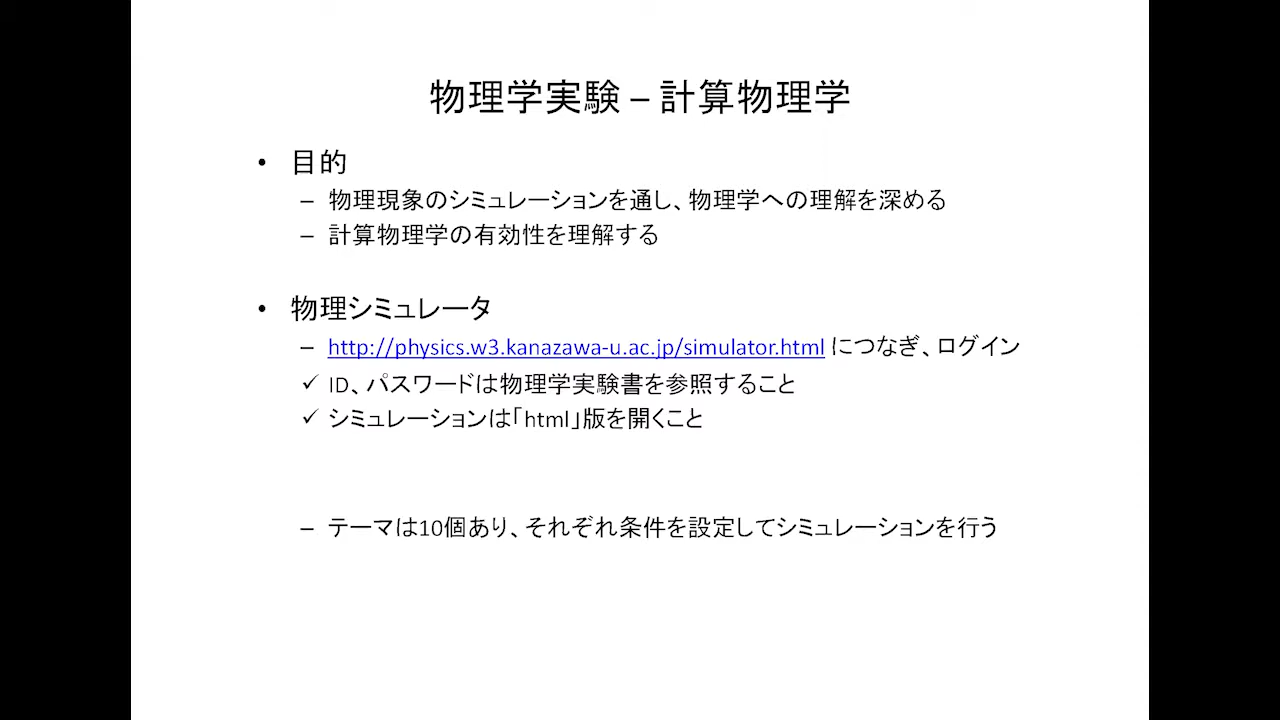 物理学実験 – 計算物理学
• 目的
– 物理現象のシミュレーションを通し、物理学への理解を深める
– 計算物理学の有効性を理解する
• 物理シミュレータ
– http://physics.w3.kanazawa-u.ac.jp/simulator.html につなぎ、ログイン
✓ ID、パスワードは物理学実験書を参照すること
✓ シミュレーションは「html」版を開くこと
– テーマは10個あり、それぞれ条件を設定してシミュレーションを行う